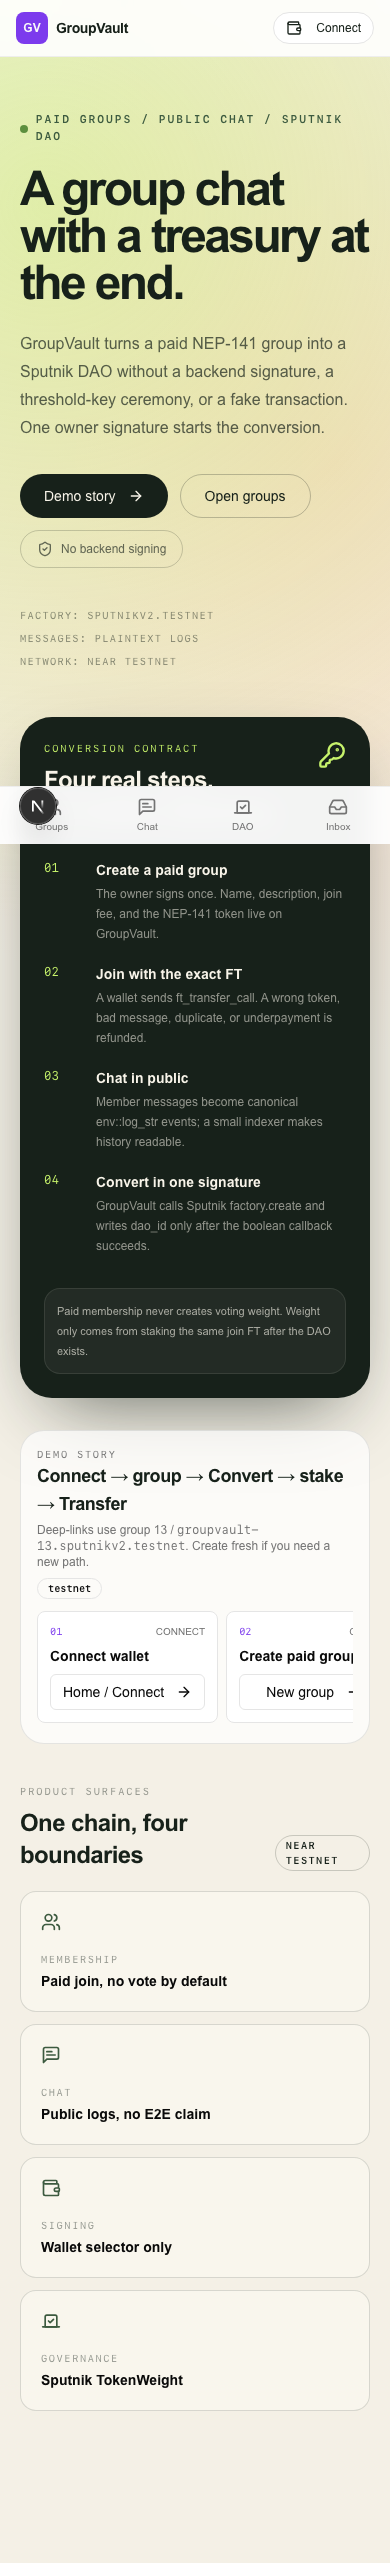 GV GroupVault
Connect
PAID GROUPS / PUBLIC CHAT / SPUTNIK
DAO
A group chat
with a treasury at
the end.
GroupVault turns a paid NEP-141 group into a
Sputnik DAO without a backend signature, a
threshold-key ceremony, or a fake transaction.
One owner signature starts the conversion.
Demo story →
Open groups
No backend signing
FACTORY: SPUTNIKV2.TESTNET
MESSAGES: PLAINTEXT LOGS
NETWORK: NEAR TESTNET
CONVERSION CONTRACT
Four real steps.
N
Groups
Chat
DAO
Inbox
01
Create a paid group
The owner signs once. Name, description, join
fee, and the NEP-141 token live on
GroupVault.
02
Join with the exact FT
A wallet sends ft_transfer_call. A wrong token,
bad message, duplicate, or underpayment is
refunded.
03
Chat in public
Member messages become canonical
env::log_str events; a small indexer makes
history readable.
04
Convert in one signature
GroupVault calls Sputnik factory.create and
writes dao_id only after the boolean callback
succeeds.
Paid membership never creates voting weight. Weight
only comes from staking the same join FT after the DAO
exists.
DEMO STORY
Connect → group → Convert → stake
→ Transfer
Deep-links use group 13 / groupvault-
13.sputnikv2.testnet. Create fresh if you need a
new path.
testnet
01
CONNECT
Connect wallet
Home / Connect →
02
Create paid group
New group
PRODUCT SURFACES
One chain, four
boundaries
NEAR
TESTNET
MEMBERSHIP
Paid join, no vote by default
CHAT
Public logs, no E2E claim
SIGNING
Wallet selector only
GOVERNANCE
Sputnik TokenWeight